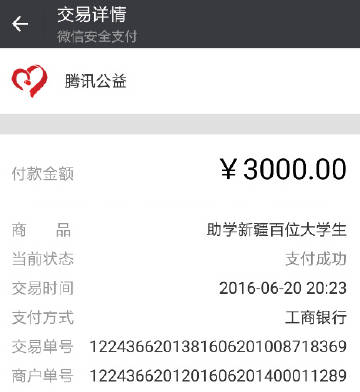 交易详情
微信安全支付
腾讯公益
付款金额 ￥3000.00
商 品 助学新疆百位大学生
当前状态 支付成功
交易时间 2016-06-20 20:23
支付方式 工商银行
交易单号 1224366201381606201008718369
商户单号 1224366201201606201400011289